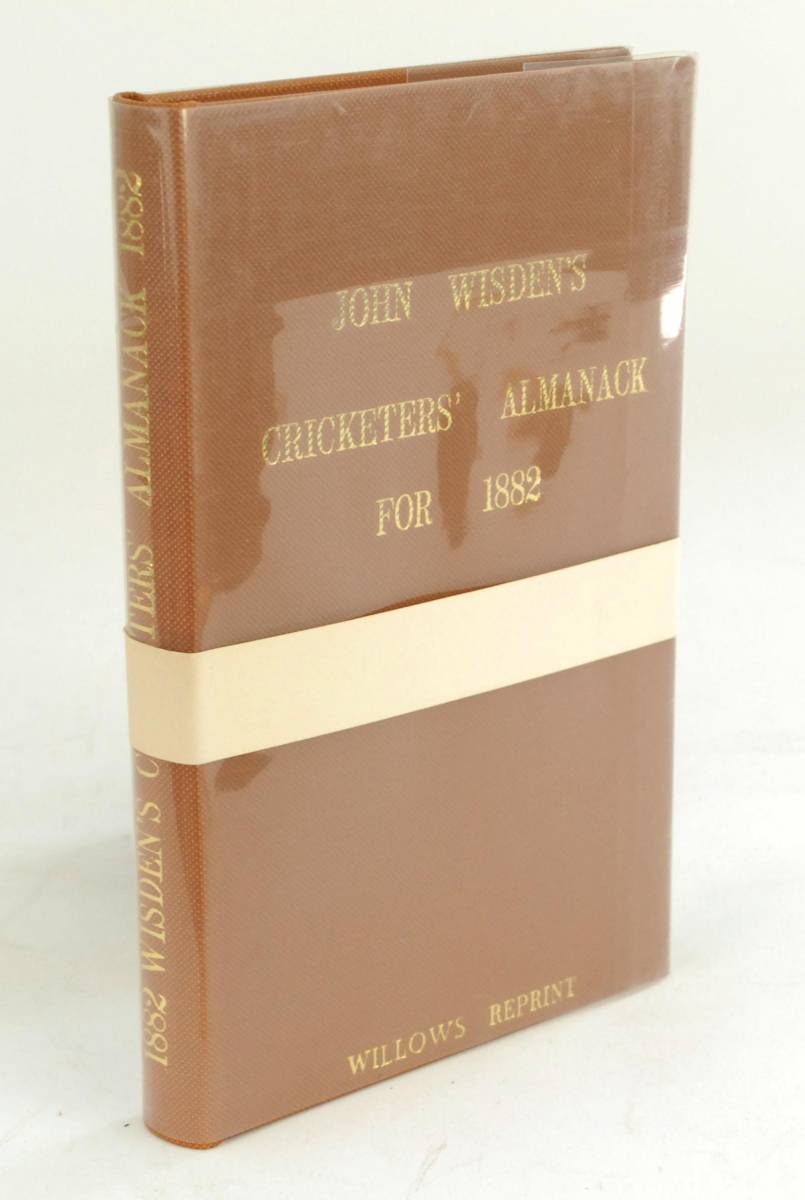 JOHN WISDEN'S
CRICKETERS' ALMANACK
FOR 1882
WILLOWS REPRINT
1882 WISDEN'S C TERS' ALMANACK 1882